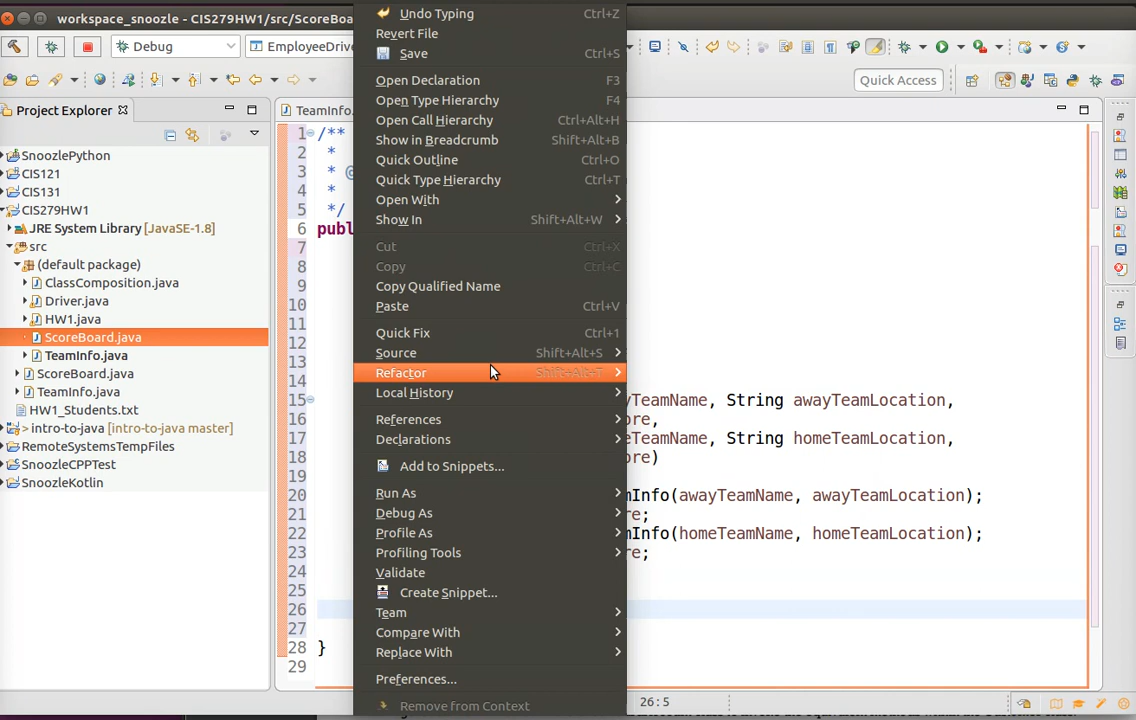 workspace_snoozle - CIS279HW1/src/ScoreBoa
Debug
EmployeeDrive
Quick Access
Project Explorer
TeamInfo.
SnoozlePython
CIS121
CIS131
CIS279HW1
JRE System Library [JavaSE-1.8]
src
(default package)
ClassComposition.java
Driver.java
HW1.java
ScoreBoard.java
TeamInfo.java
ScoreBoard.java
TeamInfo.java
HW1_Students.txt
> intro-to-java [intro-to-java master]
RemoteSystemsTempFiles
SnoozleCPPTest
SnoozleKotlin
Undo Typing Ctrl+Z
Revert File
Save Ctrl+S
Open Declaration F3
Open Type Hierarchy F4
Open Call Hierarchy Ctrl+Alt+H
Show in Breadcrumb Shift+Alt+B
Quick Outline Ctrl+O
Quick Type Hierarchy Ctrl+T
Open With
Show In Shift+Alt+W
Cut Ctrl+X
Copy Ctrl+C
Copy Qualified Name
Paste Ctrl+V
Quick Fix Ctrl+1
Source Shift+Alt+S
Refactor Shift+Alt+T
Local History
References
Declarations
Add to Snippets...
Run As
Debug As
Profile As
Profiling Tools
Validate
Create Snippet...
Team
Compare With
Replace With
Preferences...
Remove from Context
1 /**
2 *
3 * @
4 *
5 */
6 publ
7
8
9
10
11
12
13
14
15 yTeamName, String awayTeamLocation,
16 ore,
17 eTeamName, String homeTeamLocation,
18 ore)
19
20 mInfo(awayTeamName, awayTeamLocation);
21 re;
22 mInfo(homeTeamName, homeTeamLocation);
23 re;
24
25
26
27
28 }
29
26:5